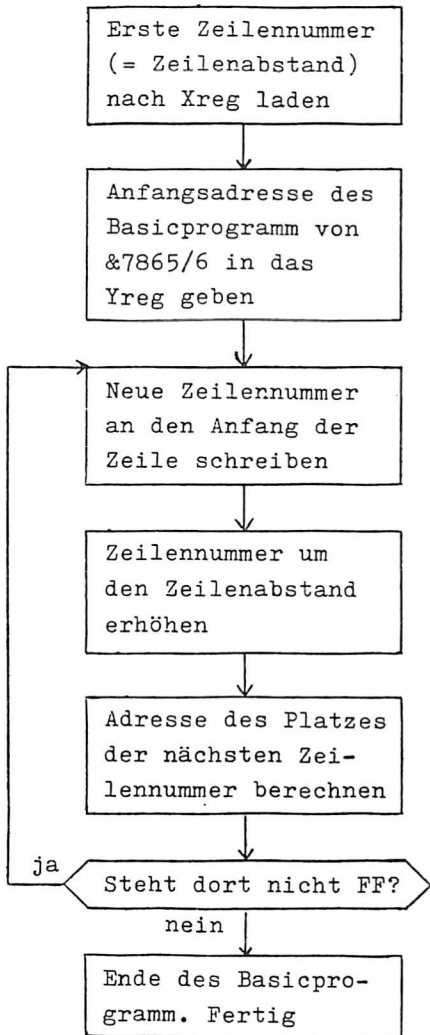 Erste Zeilennummer
(= Zeilenabstand)
nach Xreg laden
Anfangsadresse des
Basicprogramm von
&7865/6 in das
Yreg geben
Neue Zeilennummer
an den Anfang der
Zeile schreiben
Zeilennummer um
den Zeilenabstand
erhöhen
Adresse des Platzes
der nächsten Zei-
lennummer berechnen
ja
Steht dort nicht FF?
nein
Ende des Basicpro-
gramm. Fertig